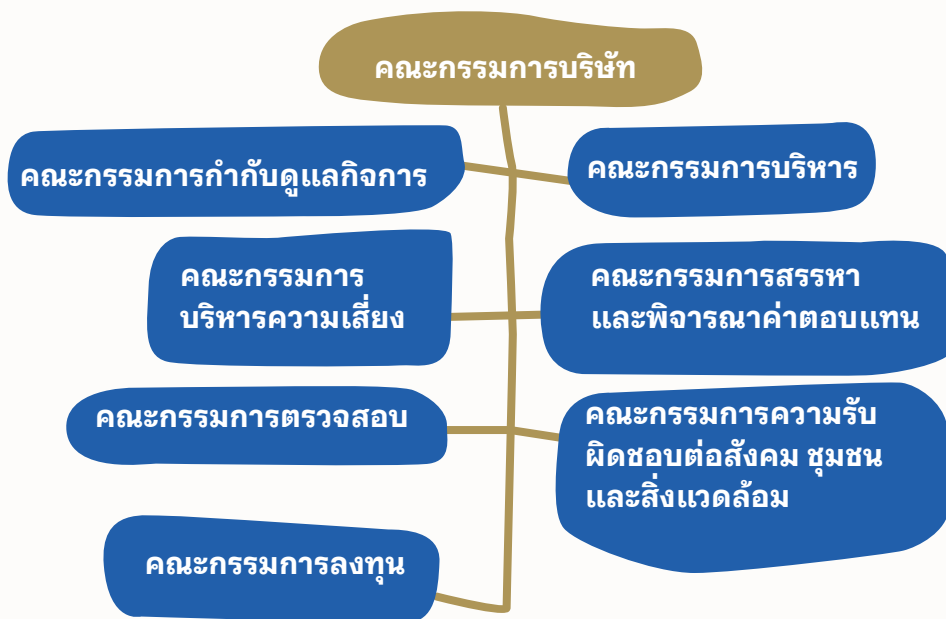 คณะกรรมการบริษัท
คณะกรรมการกำกับดูแลกิจการ
คณะกรรมการบริหาร
คณะกรรมการ
บริหารความเสี่ยง
คณะกรรมการสรรหา
และพิจารณาค่าตอบแทน
คณะกรรมการตรวจสอบ
คณะกรรมการความรับ
ผิดชอบต่อสังคม ชุมชน
และสิ่งแวดล้อม
คณะกรรมการลงทุน